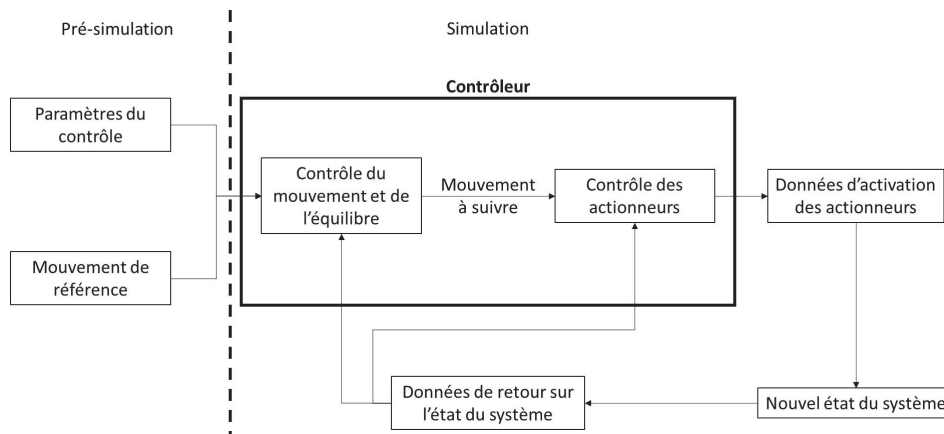 Pré-simulation
Simulation
Contrôleur
Paramètres du
contrôle
Contrôle du
mouvement et de
l'équilibre
Mouvement
à suivre
Contrôle des
actionneurs
Données d'activation
des actionneurs
Mouvement de
référence
Données de retour sur
l'état du système
Nouvel état du système